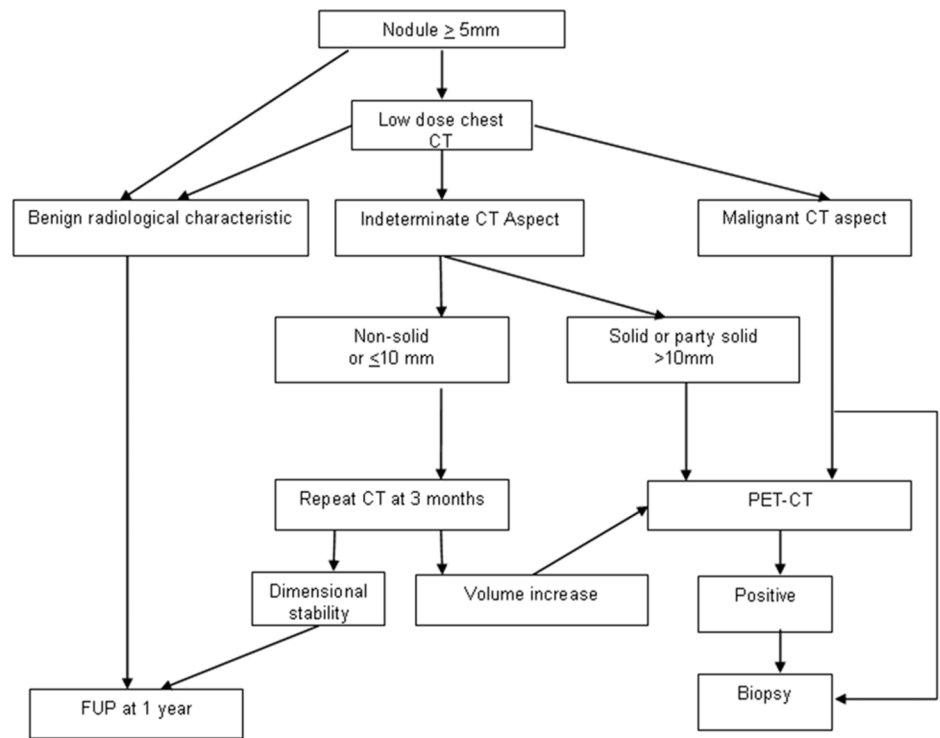 Nodule ≥ 5mm
Low dose chest
CT
Benign radiological characteristic
Indeterminate CT Aspect
Malignant CT aspect
Non-solid
or ≤10 mm
Solid or party solid
>10mm
Repeat CT at 3 months
PET-CT
Dimensional
stability
Volume increase
Positive
FUP at 1 year
Biopsy